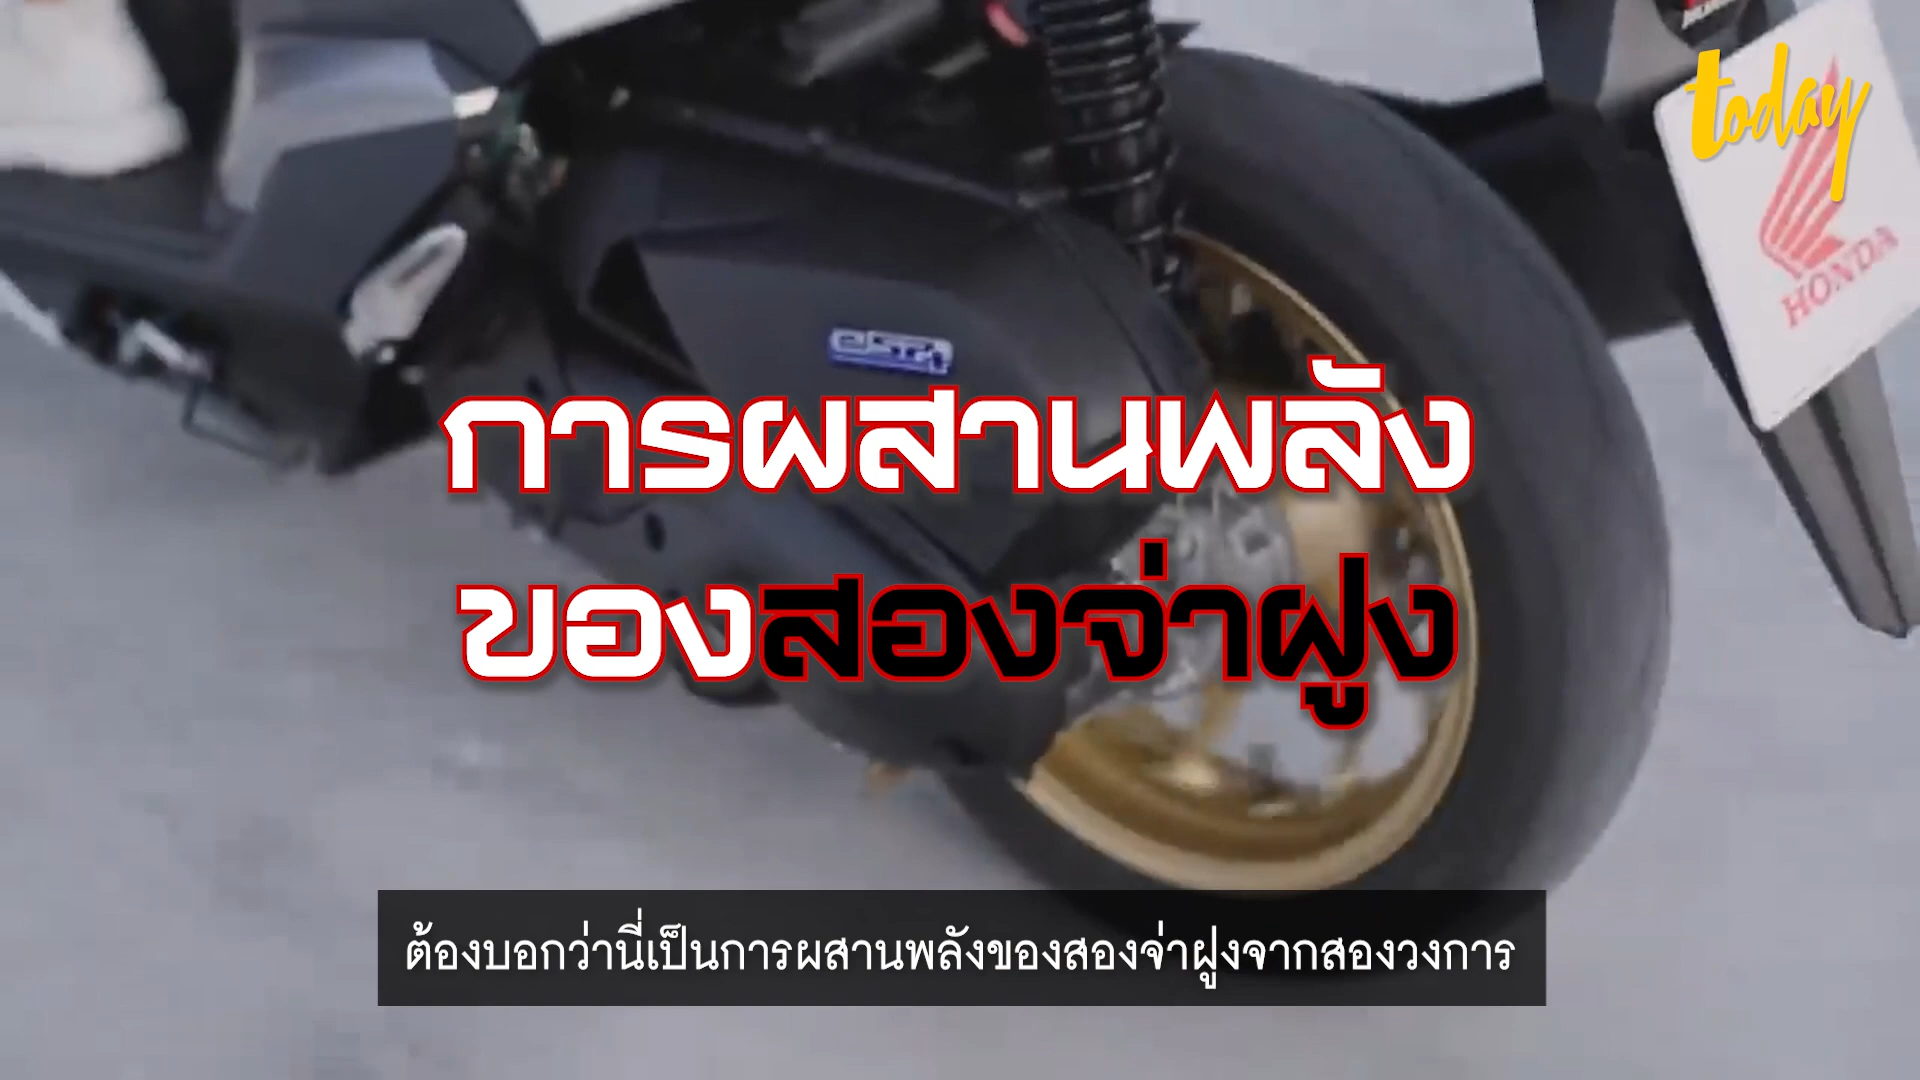 today
HONDA
eSP+
การผสานพลัง
ของสองจ่าฝูง
ต้องบอกว่านี่เป็นการผสานพลังของสองจ่าฝูงจากสองวงการ